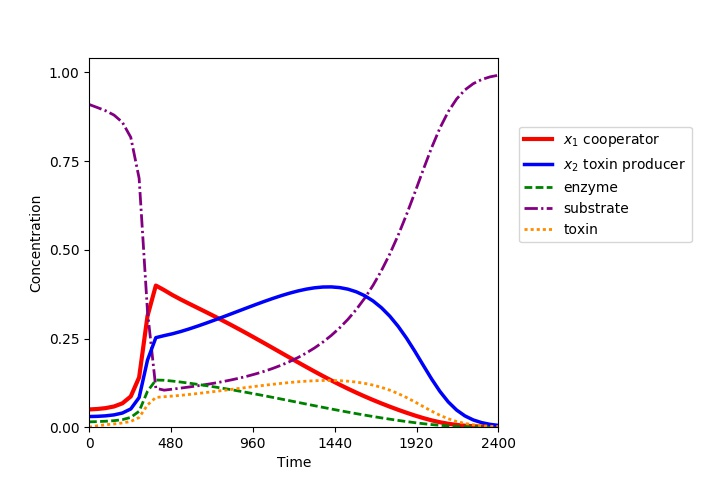 1.00
0.75
0.50
0.25
0.00
Concentration
0 480 960 1440 1920 2400
Time
x₁ cooperator
x₂ toxin producer
enzyme
substrate
toxin